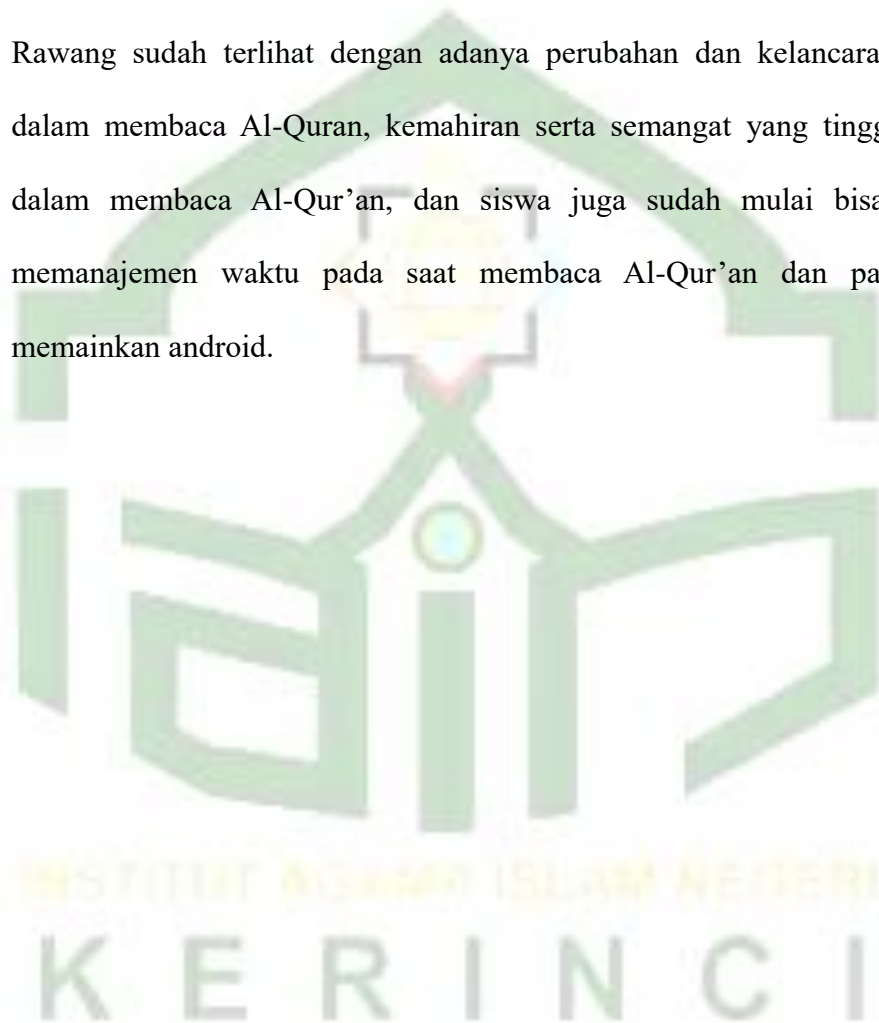 Rawang sudah terlihat dengan adanya perubahan dan kelancara
dalam membaca Al-Quran, kemahiran serta semangat yang tingg
dalam membaca Al-Qur’an, dan siswa juga sudah mulai bisa
memanajemen waktu pada saat membaca Al-Qur’an dan pa
memainkan android.
INSTITUT AGAMA ISLAM NEGERI
KERINCI